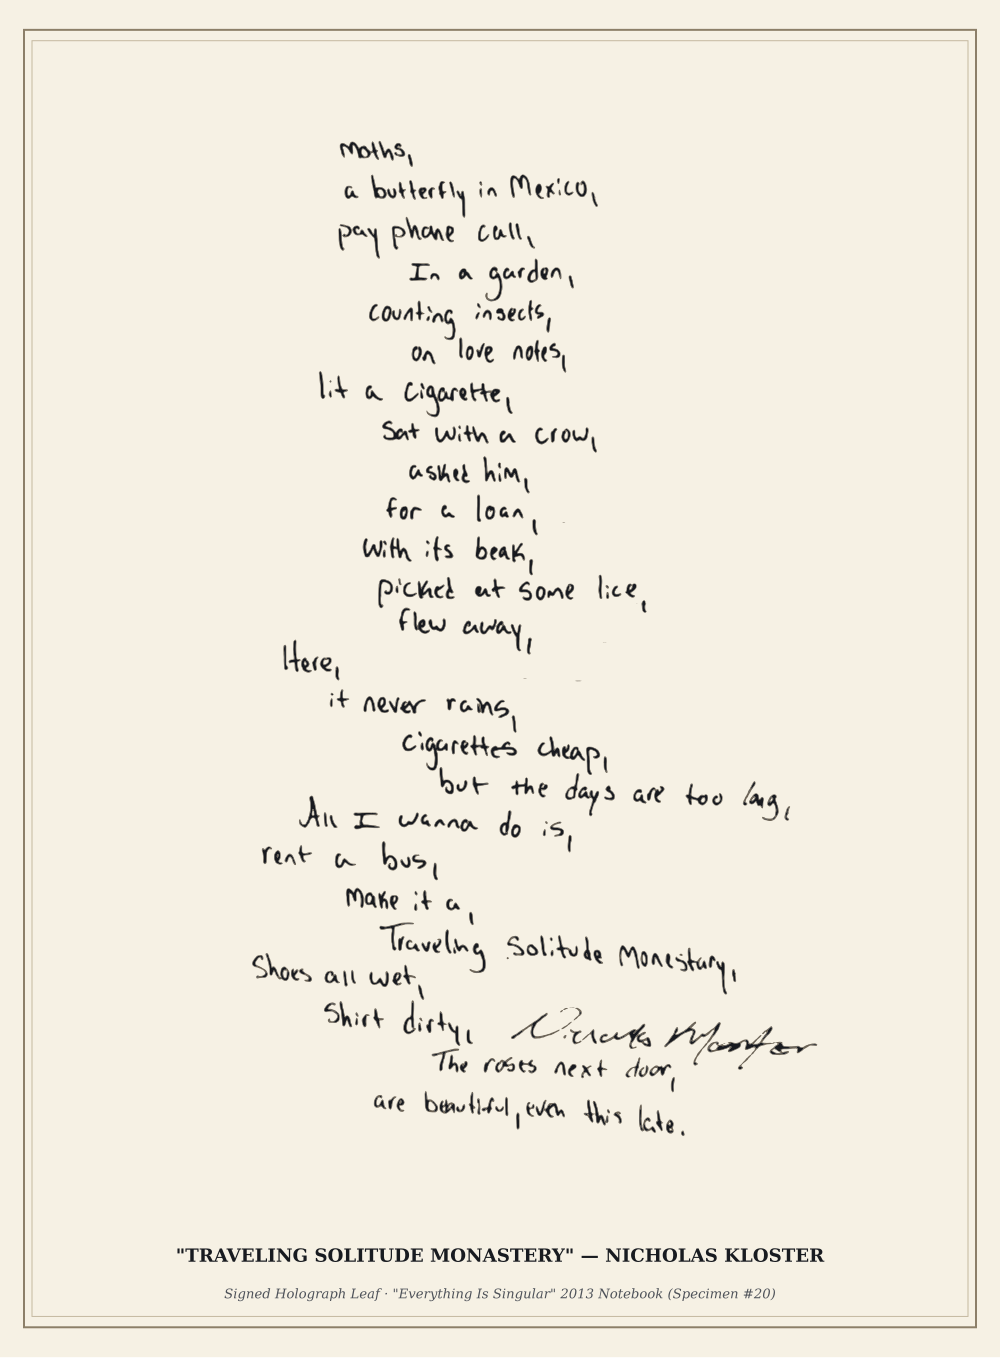 Moths,
a butterfly in Mexico,
pay phone call,
In a garden,
counting insects,
on love notes,
lit a cigarette,
Sat with a crow,
asked him,
for a loan,
With its beak,
picked at some lice,
flew away,
Here,
it never rains,
cigarettes cheap,
but the days are too long,
All I wanna do is,
rent a bus,
Make it a,
Traveling Solitude Monestary,
Shoes all wet,
Shirt dirty,
Nicholas Kloster
The roses next door,
are beautiful, even this late.
"TRAVELING SOLITUDE MONASTERY" — NICHOLAS KLOSTER
Signed Holograph Leaf · "Everything Is Singular" 2013 Notebook (Specimen #20)